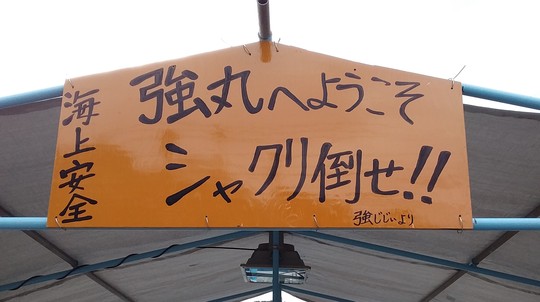 海上安全
強丸へようこそ
シャクリ倒せ!!
強じじいより